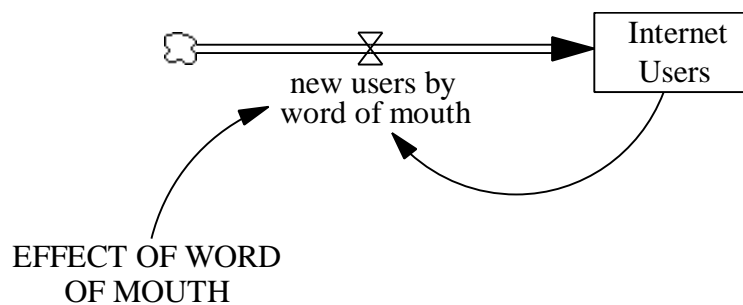 Internet
Users
new users by
word of mouth
EFFECT OF WORD
OF MOUTH